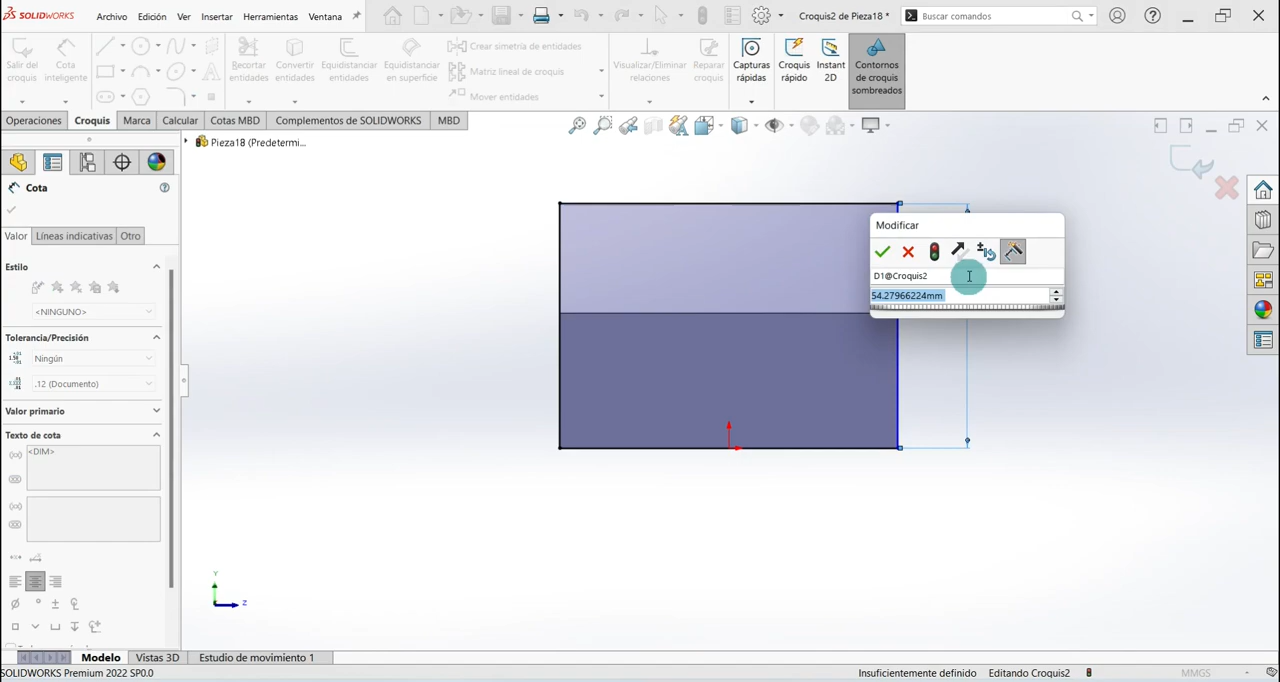 SOLIDWORKS
Archivo Edición Ver Insertar Herramientas Ventana
Croquis2 de Pieza18 *
Buscar comandos
Salir del croquis
Cota inteligente
Recortar entidades
Convertir entidades
Equidistanciar entidades
Equidistanciar en superficie
Crear simetría de entidades
Matriz lineal de croquis
Mover entidades
Visualizar/Eliminar relaciones
Reparar croquis
Capturas rápidas
Croquis rápido
Instant 2D
Contornos de croquis sombreados
Operaciones Croquis Marca Calcular Cotas MBD Complementos de SOLIDWORKS MBD
Pieza18 (Predetermi...
Cota
Valor Líneas indicativas Otro
Estilo
<NINGUNO>
Tolerancia/Precisión
Ningún
.12 (Documento)
Valor primario
Texto de cota
<DIM>
Modificar
D1@Croquis2
54.27966224mm
Y
Z
Modelo Vistas 3D Estudio de movimiento 1
SOLIDWORKS Premium 2022 SP0.0
Insuficientemente definido Editando Croquis2 MMGS